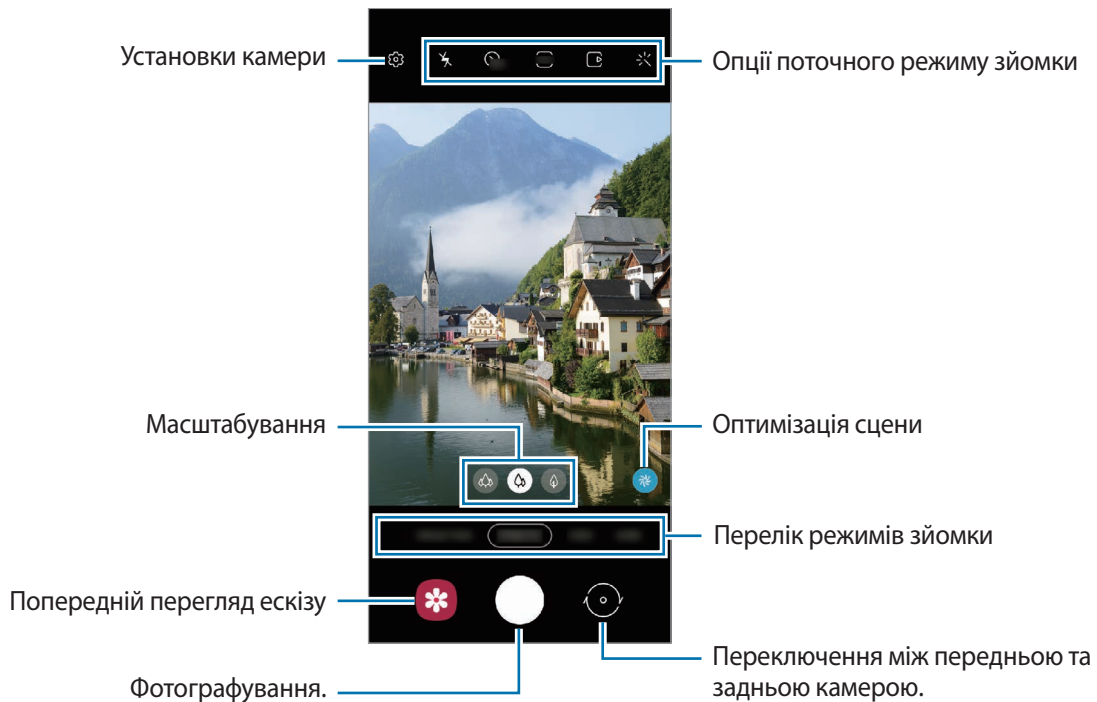 Установки камери
Опції поточного режиму зйомки
Масштабування
Оптимізація сцени
Перелік режимів зйомки
Попередній перегляд ескізу
Фотографування.
Переключення між передньою та
задньою камерою.